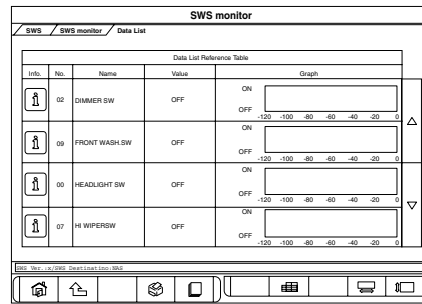 SWS monitor
SWS / SWS monitor / Data List
Data List Reference Table
Info. No. Name Value Graph
ON
02 DIMMER SW OFF
OFF
-120 -100 -80 -60 -40 -20 0
ON
09 FRONT WASH.SW OFF
OFF
-120 -100 -80 -60 -40 -20 0
ON
00 HEADLIGHT SW OFF
OFF
-120 -100 -80 -60 -40 -20 0
ON
07 HI WIPERSW OFF
OFF
-120 -100 -80 -60 -40 -20 0
SWS Ver.:x/SWS Destinatino:NAS